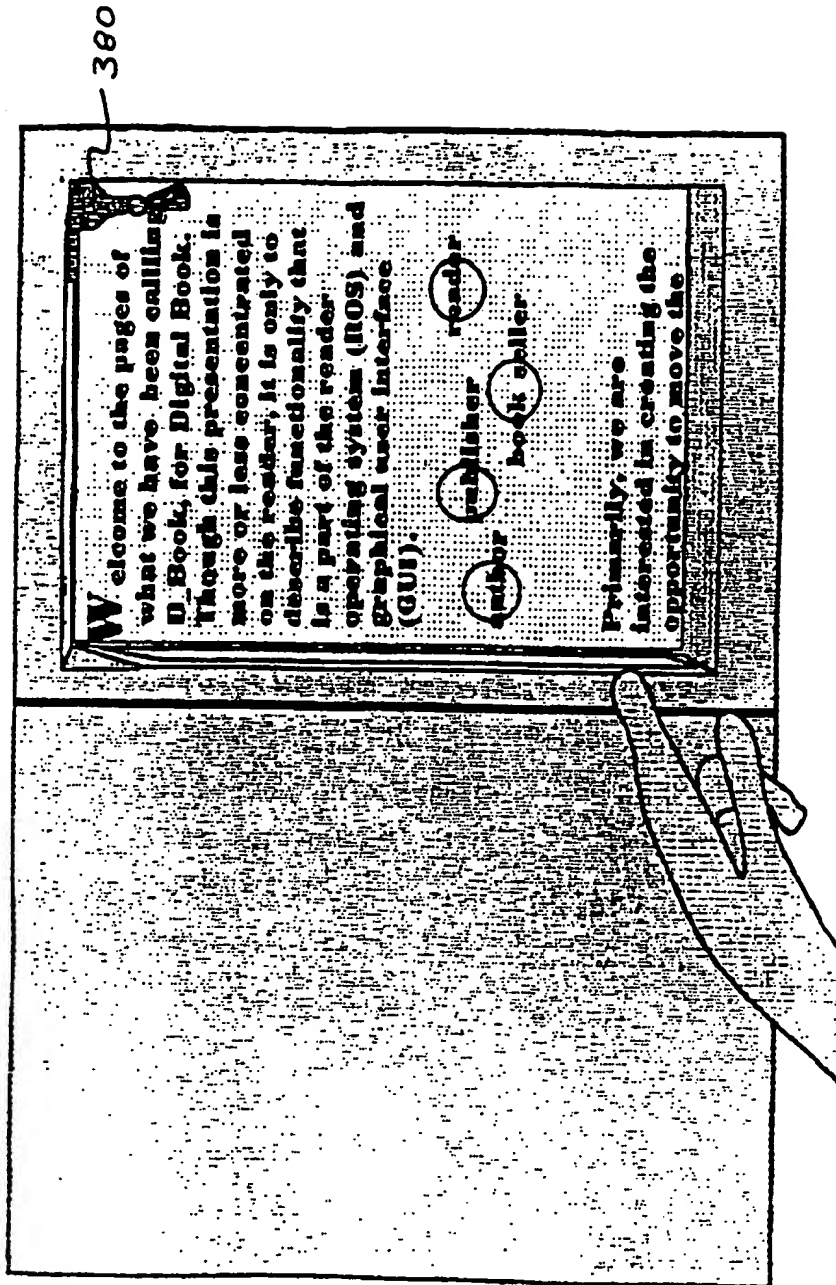 380
Welcome to the pages of
what we have been calling
D_Book, for Digital Book.
Though this presentation is
more or less concentrated
on the reader, it is only to
describe functionality that
is a part of the reader
operating system (ROS) and
graphical user interface
(GUI).
author publisher reader
book seller
Primarily, we are
interested in creating the
opportunity to move the